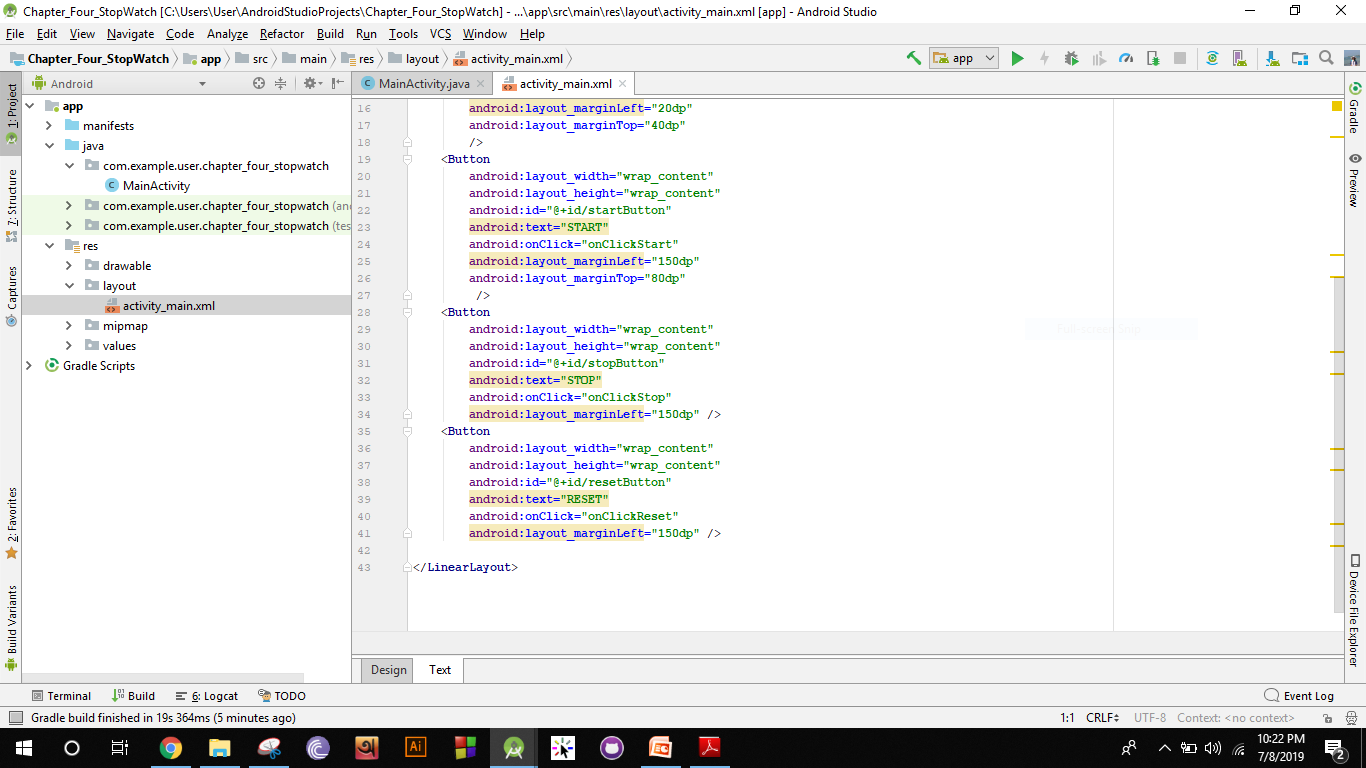 Chapter_Four_StopWatch [C:\Users\User\AndroidStudioProjects\Chapter_Four_StopWatch] - ...\app\src\main\res\layout\activity_main.xml [app] - Android Studio
File Edit View Navigate Code Analyze Refactor Build Run Tools VCS Window Help
Chapter_Four_StopWatch app src main res layout activity_main.xml app
1: Project
7: Structure
Captures
2: Favorites
Build Variants
Android
app
manifests
java
com.example.user.chapter_four_stopwatch
MainActivity
com.example.user.chapter_four_stopwatch (an
com.example.user.chapter_four_stopwatch (tes
res
drawable
layout
activity_main.xml
mipmap
values
Gradle Scripts
MainActivity.java activity_main.xml
16 android:layout_marginLeft="20dp"
17 android:layout_marginTop="40dp"
18 />
19 <Button
20 android:layout_width="wrap_content"
21 android:layout_height="wrap_content"
22 android:id="@+id/startButton"
23 android:text="START"
24 android:onClick="onClickStart"
25 android:layout_marginLeft="150dp"
26 android:layout_marginTop="80dp"
27 />
28 <Button
29 android:layout_width="wrap_content"
30 android:layout_height="wrap_content"
31 android:id="@+id/stopButton"
32 android:text="STOP"
33 android:onClick="onClickStop"
34 android:layout_marginLeft="150dp" />
35 <Button
36 android:layout_width="wrap_content"
37 android:layout_height="wrap_content"
38 android:id="@+id/resetButton"
39 android:text="RESET"
40 android:onClick="onClickReset"
41 android:layout_marginLeft="150dp" />
42
43 </LinearLayout>
Gradle
Preview
Device File Explorer
Design Text
Terminal Build 6: Logcat TODO Event Log
Gradle build finished in 19s 364ms (5 minutes ago) 1:1 CRLF UTF-8 Context: <no context>
Ai
10:22 PM
7/8/2019
2